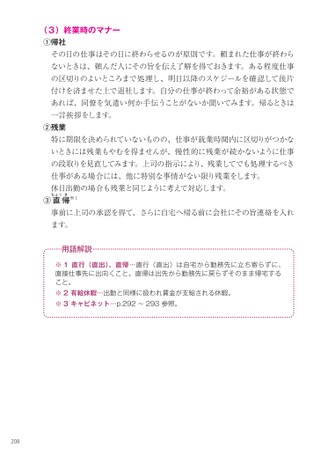 （3）終業時のマナー
①帰社
その日の仕事はその日に終わらせるのが原則です。頼まれた仕事が終わら
ないときは、頼んだ人にその旨を伝え了解を得ておきます。ある程度仕事
の区切りのよいところまで処理し、明日以降のスケジュールを確認して後片
付けを済ませた上で退社します。自分の仕事が終わって余裕がある状態で
あれば、同僚を気遣い何か手伝うことがないか聞いてみます。帰るときは
一言挨拶をします。
②残業
特に期限を決められていないものの、仕事が就業時間内に区切りがつかな
いときには残業もやむを得ませんが、慢性的に残業が続かないように仕事
の段取りを見直してみます。上司の指示により、残業してでも処理するべき
仕事がある場合には、他に特別な事情がない限り残業をします。
休日出勤の場合も残業と同じように考えて対応します。
③直帰※1
事前に上司の承認を得て、さらに自宅へ帰る前に会社にその旨連絡を入れ
ます。
用語解説
※1 直行（直出）、直帰…直行（直出）は自宅から勤務先に立ち寄らずに、
直接仕事先に出向くこと。直帰は出先から勤務先に戻らずそのまま帰宅する
こと。
※2 有給休暇…出勤と同様に扱われ賃金が支給される休暇。
※3 キャビネット…p.292 〜 293 参照。
208